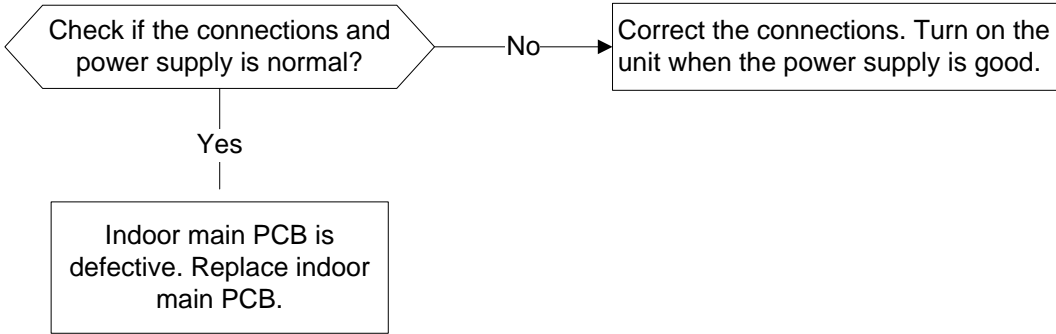 Check if the connections and
power supply is normal?
No
Correct the connections. Turn on the
unit when the power supply is good.
Yes
Indoor main PCB is
defective. Replace indoor
main PCB.